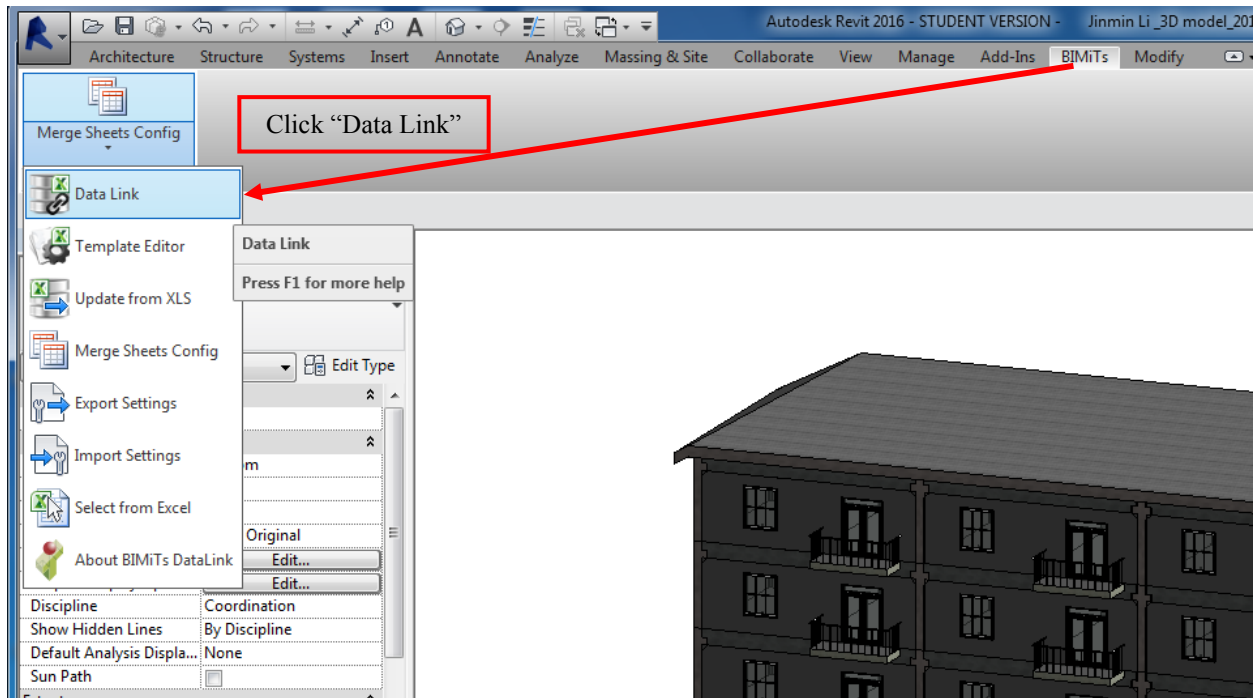 Autodesk Revit 2016 - STUDENT VERSION - Jinmin Li _3D model_201
Architecture Structure Systems Insert Annotate Analyze Massing & Site Collaborate View Manage Add-Ins BIMiTs Modify
Merge Sheets Config
Click “Data Link”
Data Link
Template Editor
Data Link
Press F1 for more help
Update from XLS
Merge Sheets Config
Edit Type
Export Settings
Import Settings
Select from Excel
Original
About BIMiTs DataLink
Edit...
Edit...
Discipline Coordination
Show Hidden Lines By Discipline
Default Analysis Displa... None
Sun Path